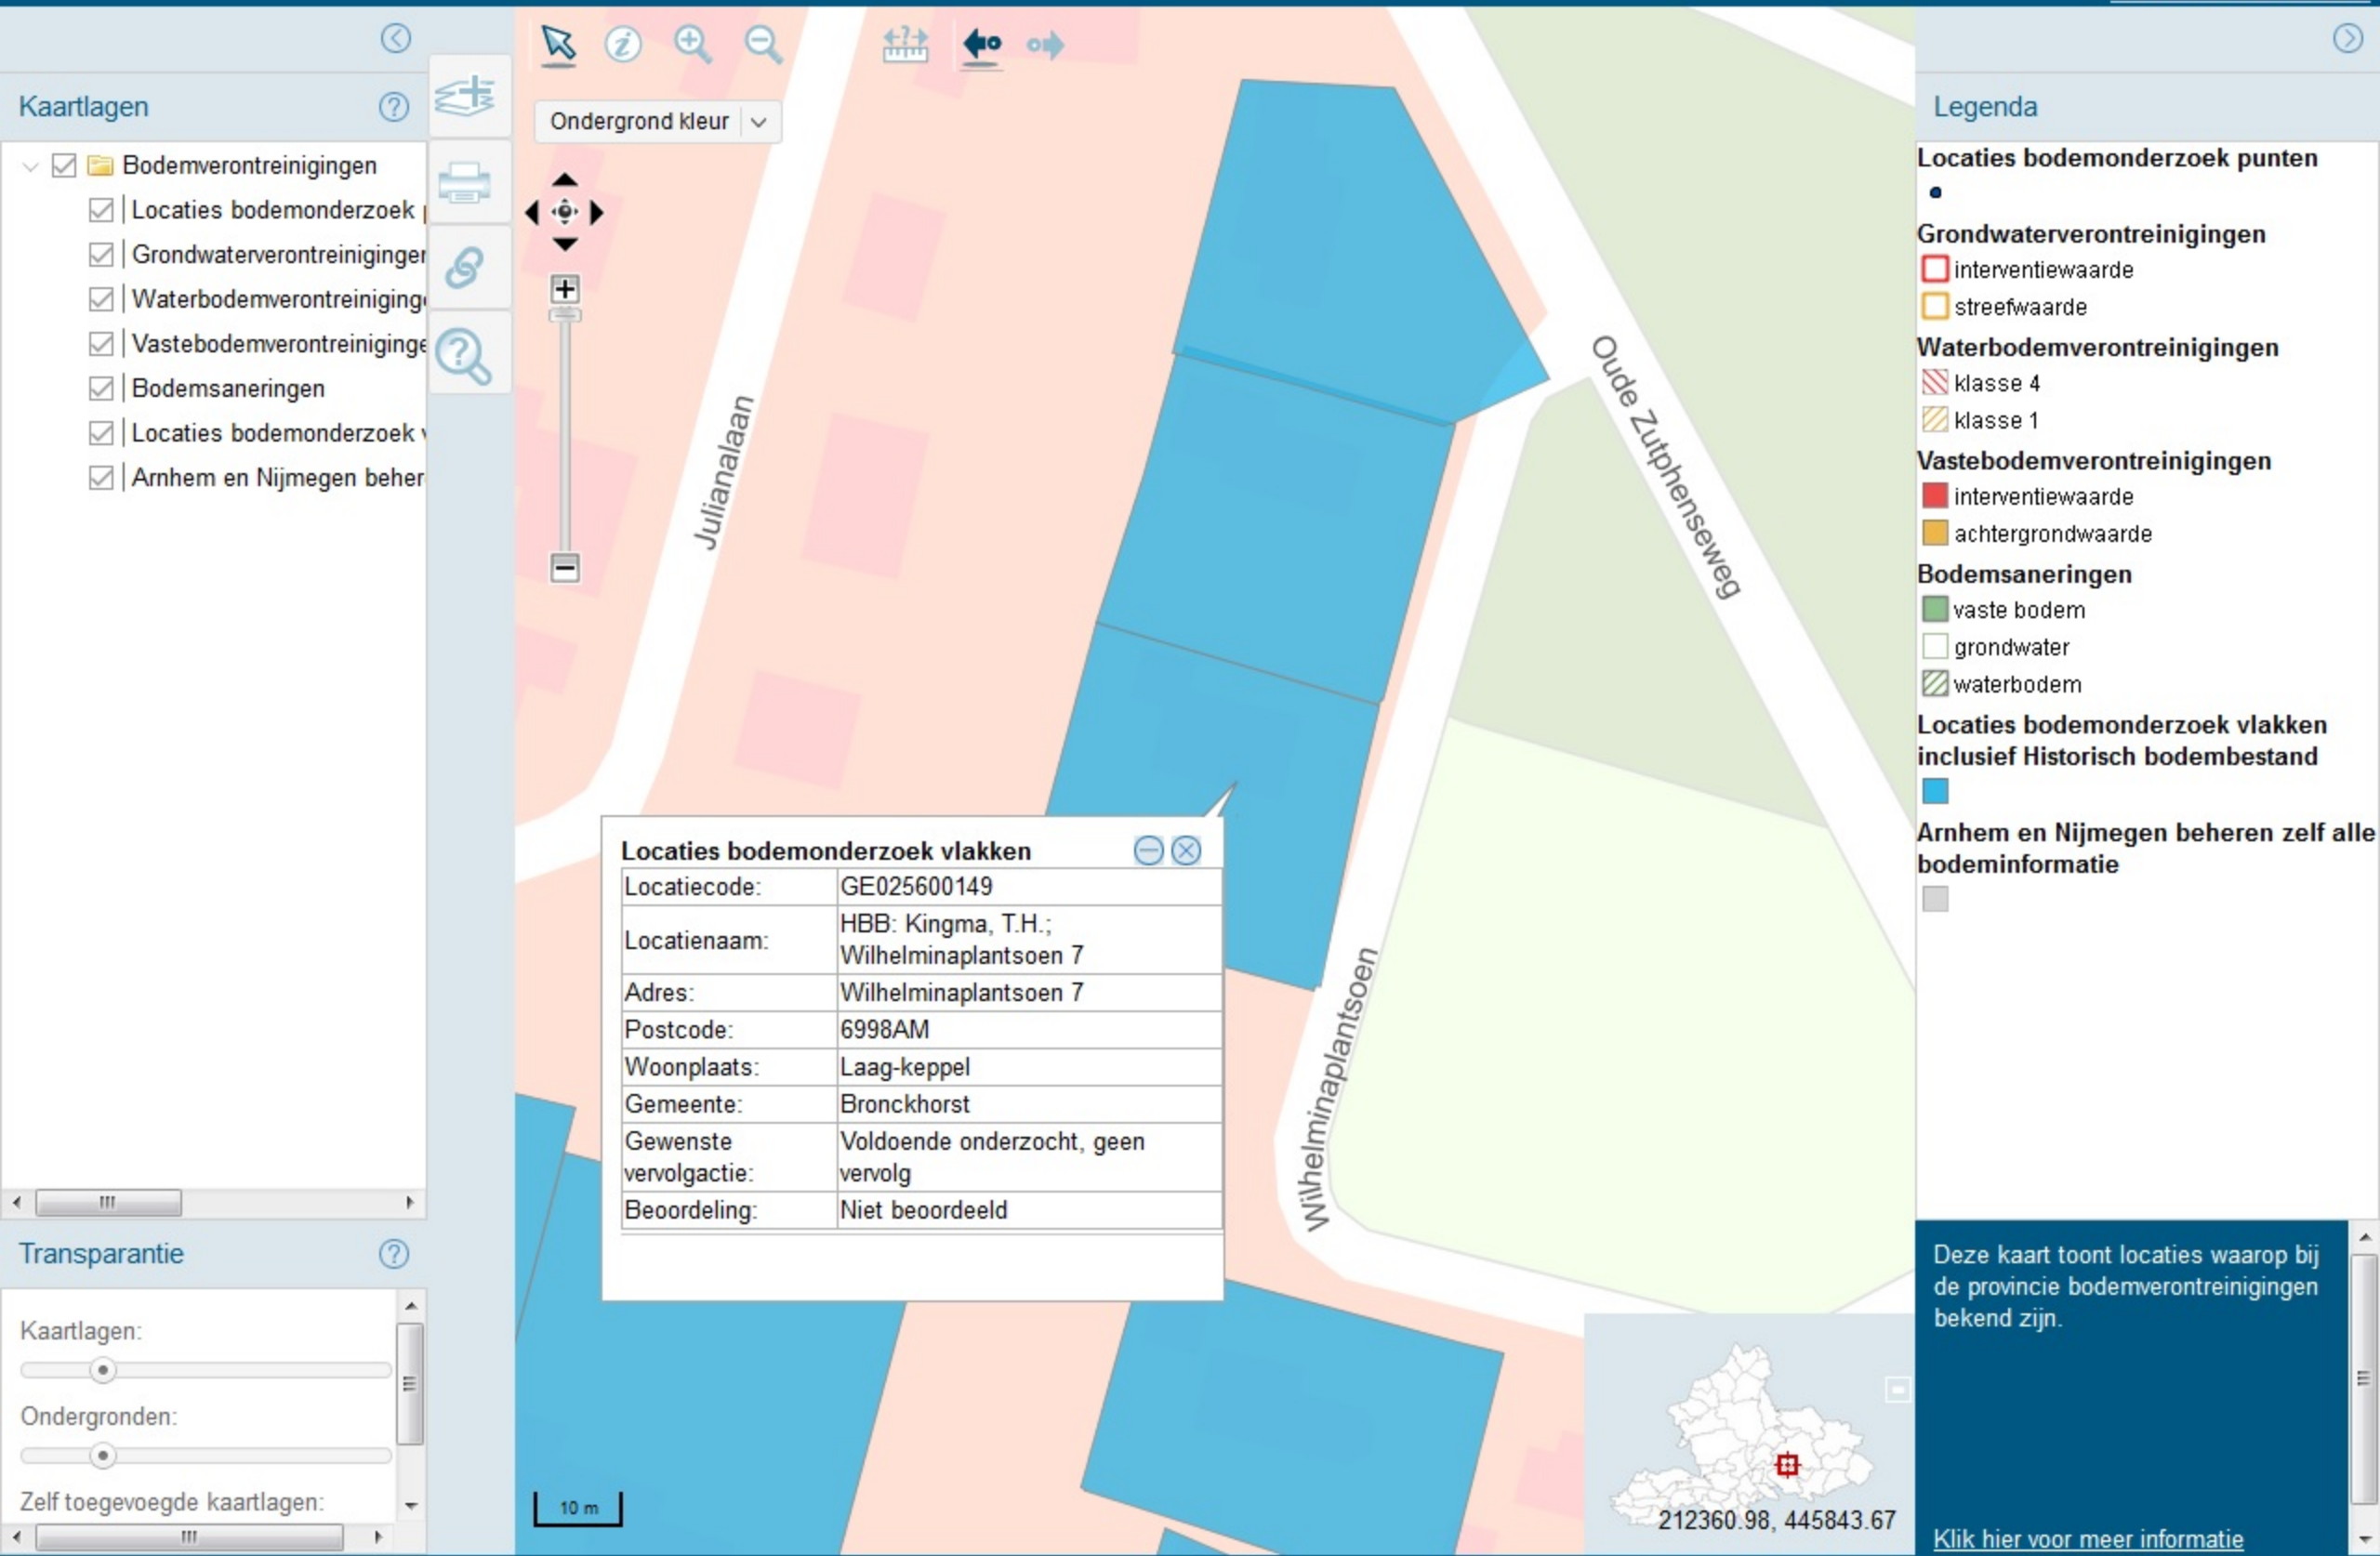 Kaartlagen
Bodemverontreinigingen
Locaties bodemonderzoek
Grondwaterverontreiniginge
Waterbodemverontreiniging
Vastebodemverontreiniginge
Bodemsaneringen
Locaties bodemonderzoek
Arnhem en Nijmegen beher
Transparantie
Kaartlagen:
Ondergronden:
Zelf toegevoegde kaartlagen:
Ondergrond kleur
Julianalaan
Oude Zutphenseweg
Wilhelminaplantsoen
Locaties bodemonderzoek vlakken
Locatiecode: GE025600149
Locatienaam: HBB: Kingma, T.H.;
Wilhelminaplantsoen 7
Adres: Wilhelminaplantsoen 7
Postcode: 6998AM
Woonplaats: Laag-keppel
Gemeente: Bronckhorst
Gewenste vervolgactie: Voldoende onderzocht, geen
vervolg
Beoordeling: Niet beoordeeld
10 m
212360.98, 445843.67
Legenda
Locaties bodemonderzoek punten
Grondwaterverontreinigingen
interventiewaarde
streefwaarde
Waterbodemverontreinigingen
klasse 4
klasse 1
Vastebodemverontreinigingen
interventiewaarde
achtergrondwaarde
Bodemsaneringen
vaste bodem
grondwater
waterbodem
Locaties bodemonderzoek vlakken
inclusief Historisch bodembestand
Arnhem en Nijmegen beheren zelf alle
bodeminformatie
Deze kaart toont locaties waarop bij
de provincie bodemverontreinigingen
bekend zijn.
Klik hier voor meer informatie